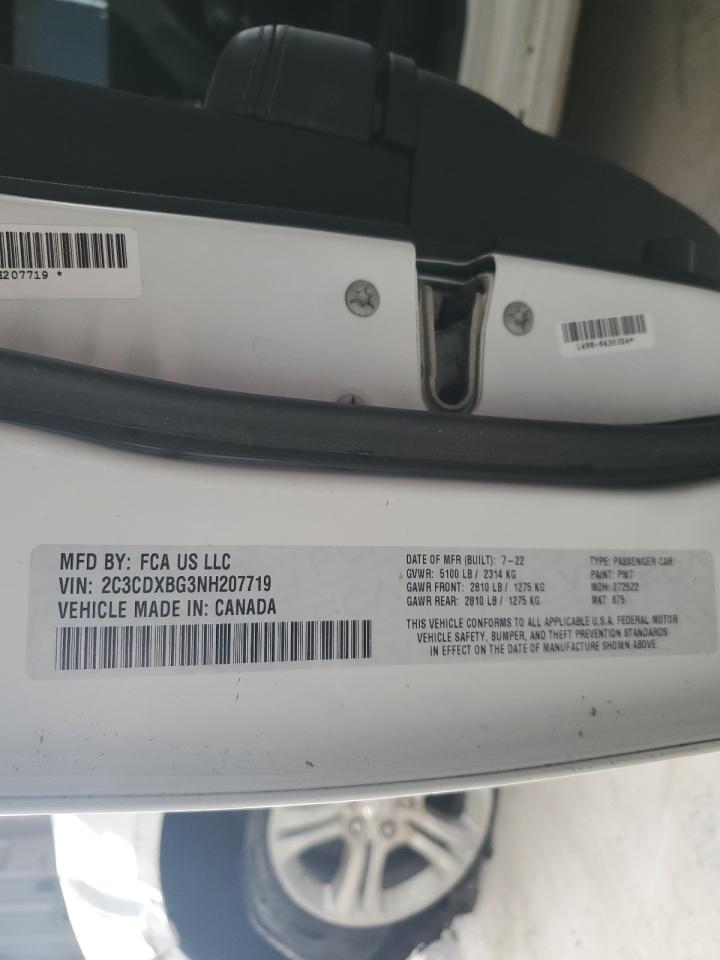 207719 *
1498-8430324*
MFD BY: FCA US LLC
VIN: 2C3CDXBG3NH207719
VEHICLE MADE IN: CANADA
DATE OF MFR (BUILT): 7-22
GVWR: 5100 LB / 2314 KG
GAWR FRONT: 2810 LB / 1275 KG
GAWR REAR: 2810 LB / 1275 KG
TYPE: PASSENGER CAR
PAINT: PW7
MDH: 072522
MKT: 875
THIS VEHICLE CONFORMS TO ALL APPLICABLE U.S.A. FEDERAL MOTOR
VEHICLE SAFETY, BUMPER, AND THEFT PREVENTION STANDARDS
IN EFFECT ON THE DATE OF MANUFACTURE SHOWN ABOVE.